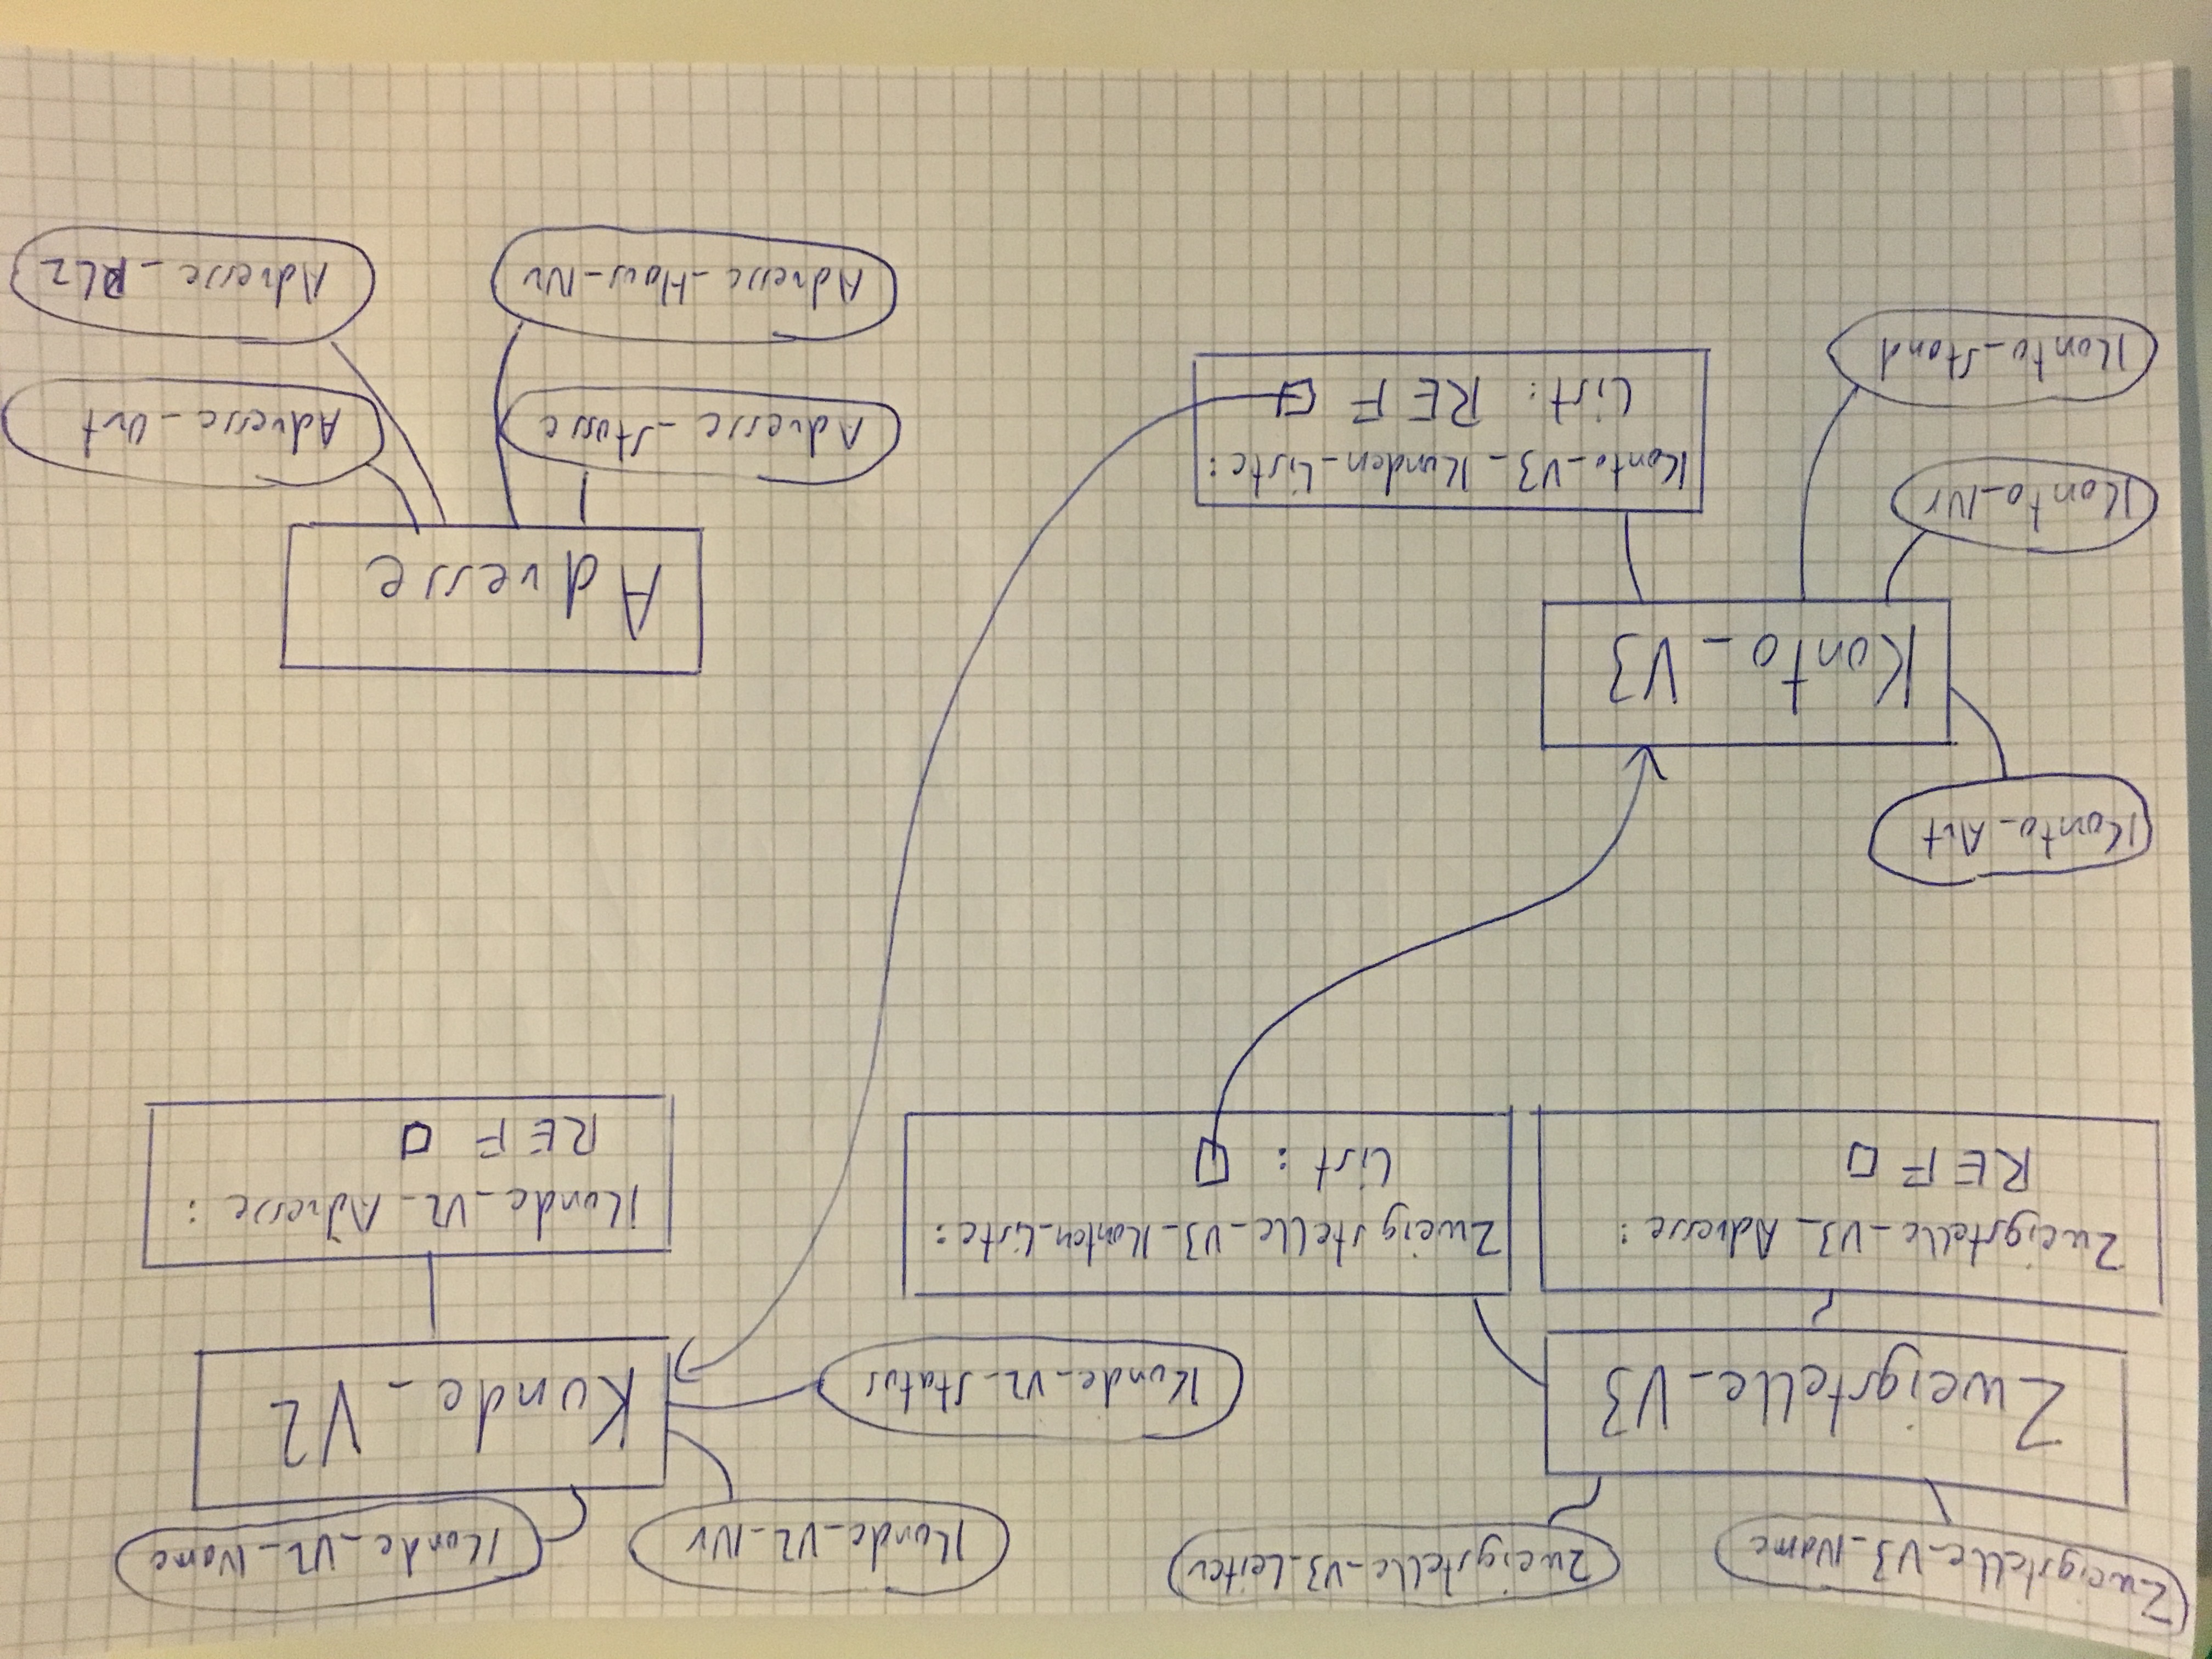 Zweigstelle_V3_Name
Zweigstelle_V3_Leiter
Kunde_V2_Nr
Kunde_V2_Name
Zweigstelle_V3
Kunde_V2_Status
Kunde_V2
Zweigstelle_V3_Adresse:
REF
Zweigstelle_V3_Konten_Liste:
List:
Kunde_V2_Adresse:
REF
Konto_Art
Konto_V3
Adresse
Konto_Nr
Konto_V3_Kunden_Liste:
List: REF
Adresse_Strasse
Adresse_Ort
Konto_Stand
Adresse_Haus_Nr
Adresse_PLZ